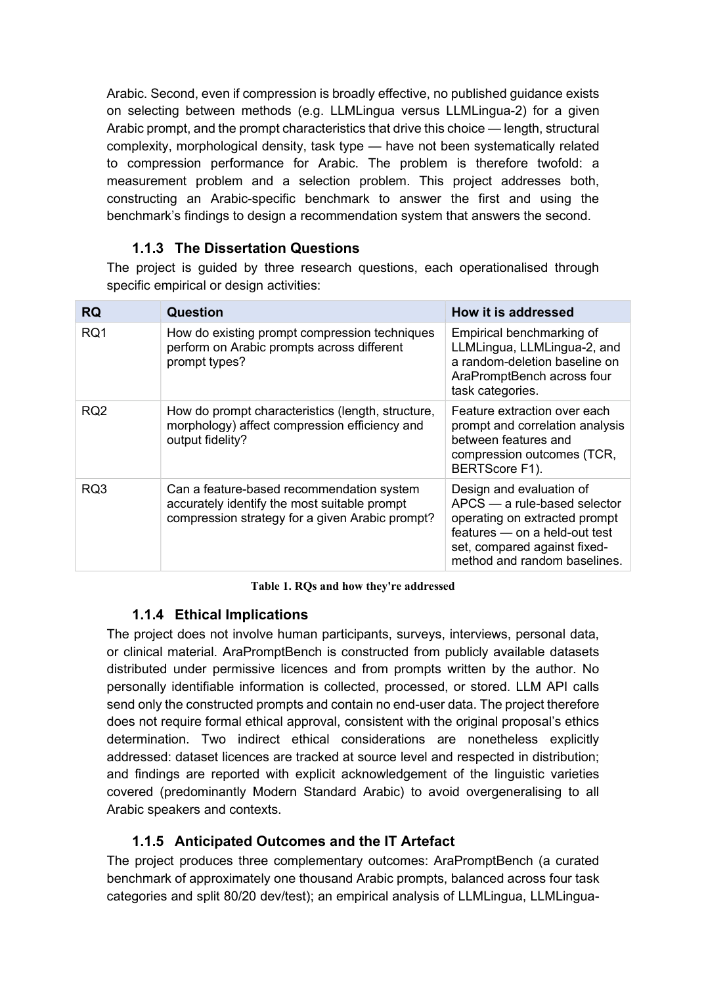 Arabic. Second, even if compression is broadly effective, no published guidance exists
on selecting between methods (e.g. LLMLingua versus LLMLingua-2) for a given
Arabic prompt, and the prompt characteristics that drive this choice — length, structural
complexity, morphological density, task type — have not been systematically related
to compression performance for Arabic. The problem is therefore twofold: a
measurement problem and a selection problem. This project addresses both,
constructing an Arabic-specific benchmark to answer the first and using the
benchmark’s findings to design a recommendation system that answers the second.
1.1.3 The Dissertation Questions
The project is guided by three research questions, each operationalised through
specific empirical or design activities:
RQ Question How it is addressed
RQ1
How do existing prompt compression techniques
perform on Arabic prompts across different
prompt types?
Empirical benchmarking of
LLMLingua, LLMLingua-2, and
a random-deletion baseline on
AraPromptBench across four
task categories.
RQ2
How do prompt characteristics (length, structure,
morphology) affect compression efficiency and
output fidelity?
Feature extraction over each
prompt and correlation analysis
between features and
compression outcomes (TCR,
BERTScore F1).
RQ3
Can a feature-based recommendation system
accurately identify the most suitable prompt
compression strategy for a given Arabic prompt?
Design and evaluation of
APCS — a rule-based selector
operating on extracted prompt
features — on a held-out test
set, compared against fixed-
method and random baselines.
Table 1. RQs and how they're addressed
1.1.4 Ethical Implications
The project does not involve human participants, surveys, interviews, personal data,
or clinical material. AraPromptBench is constructed from publicly available datasets
distributed under permissive licences and from prompts written by the author. No
personally identifiable information is collected, processed, or stored. LLM API calls
send only the constructed prompts and contain no end-user data. The project therefore
does not require formal ethical approval, consistent with the original proposal’s ethics
determination. Two indirect ethical considerations are nonetheless explicitly
addressed: dataset licences are tracked at source level and respected in distribution;
and findings are reported with explicit acknowledgement of the linguistic varieties
covered (predominantly Modern Standard Arabic) to avoid overgeneralising to all
Arabic speakers and contexts.
1.1.5 Anticipated Outcomes and the IT Artefact
The project produces three complementary outcomes: AraPromptBench (a curated
benchmark of approximately one thousand Arabic prompts, balanced across four task
categories and split 80/20 dev/test); an empirical analysis of LLMLingua, LLMLingua-